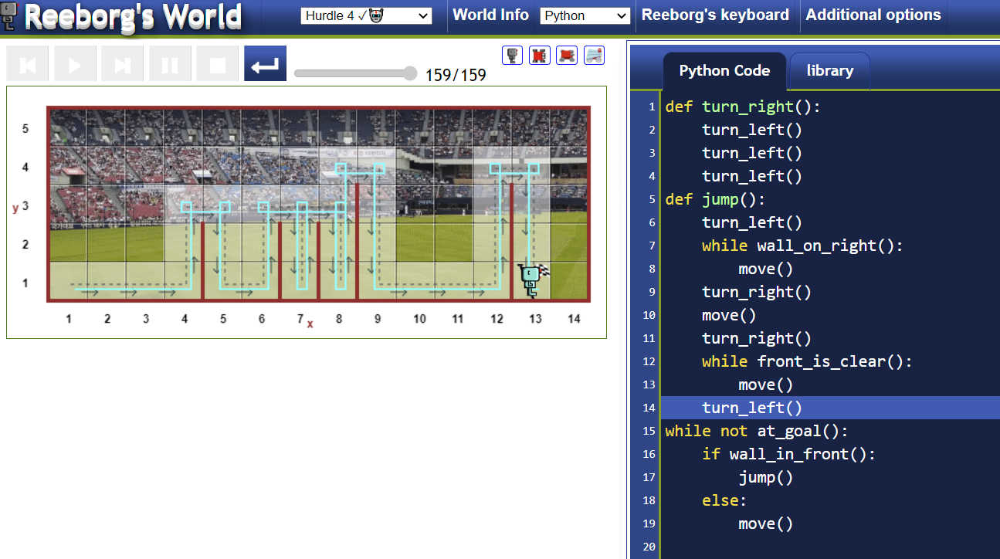 Reeborg's World
Hurdle 4 ✓
World Info
Python
Reeborg's keyboard
Additional options
159/159
5
4
y 3
2
1
1 2 3 4 5 6 7 x 8 9 10 11 12 13 14
Python Code
library
1 def turn_right():
2     turn_left()
3     turn_left()
4     turn_left()
5 def jump():
6     turn_left()
7     while wall_on_right():
8         move()
9     turn_right()
10     move()
11     turn_right()
12     while front_is_clear():
13         move()
14     turn_left()
15 while not at_goal():
16     if wall_in_front():
17         jump()
18     else:
19         move()
20